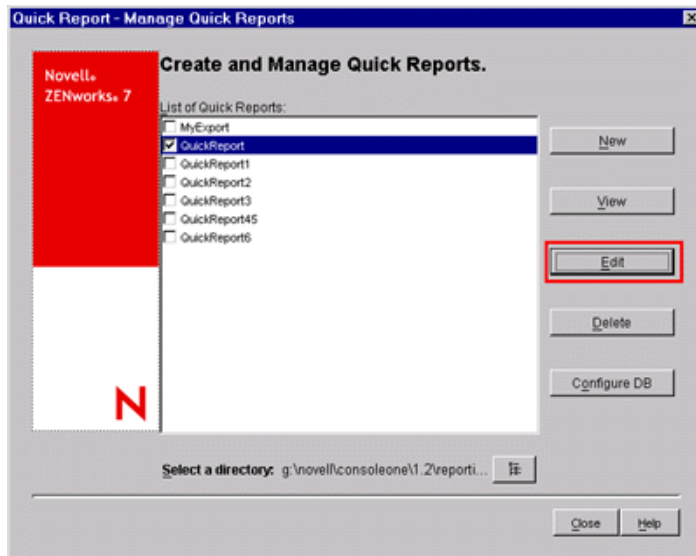 Quick Report - Manage Quick Reports
Novell®
ZENworks® 7
Create and Manage Quick Reports.
List of Quick Reports:
MyExport
QuickReport
QuickReport1
QuickReport2
QuickReport3
QuickReport45
QuickReport6
New
View
Edit
Delete
Configure DB
N
Select a directory: g:\novell\consoleone\1.2\reporti...
Close
Help